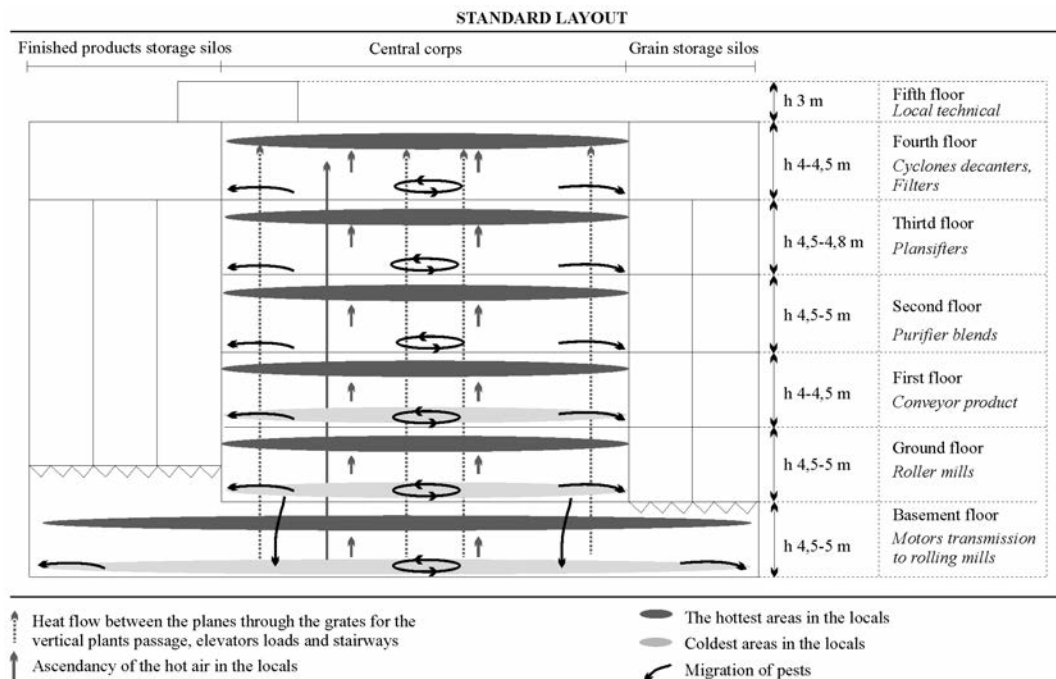 STANDARD LAYOUT
Finished products storage silos
Central corps
Grain storage silos
h 3 m
Fifth floor
Local technical
h 4-4,5 m
Fourth floor
Cyclones decanters,
Filters
h 4,5-4,8 m
Thirtd floor
Plansifters
h 4,5-5 m
Second floor
Purifier blends
h 4-4,5 m
First floor
Conveyor product
h 4,5-5 m
Ground floor
Roller mills
h 4,5-5 m
Basement floor
Motors transmission
to rolling mills
Heat flow between the planes through the grates for the
vertical plants passage, elevators loads and stairways
Ascendancy of the hot air in the locals
The hottest areas in the locals
Coldest areas in the locals
Migration of pests